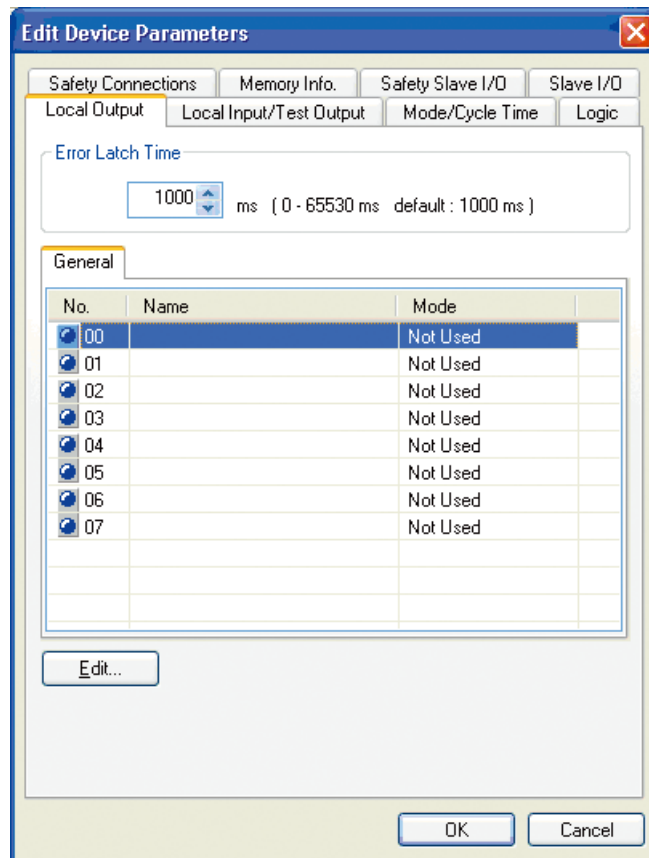 Edit Device Parameters
Safety Connections Memory Info. Safety Slave I/O Slave I/O
Local Output Local Input/Test Output Mode/Cycle Time Logic
Error Latch Time
1000 ms ( 0 - 65530 ms default : 1000 ms )
General
No. Name Mode
00 Not Used
01 Not Used
02 Not Used
03 Not Used
04 Not Used
05 Not Used
06 Not Used
07 Not Used
Edit...
OK Cancel